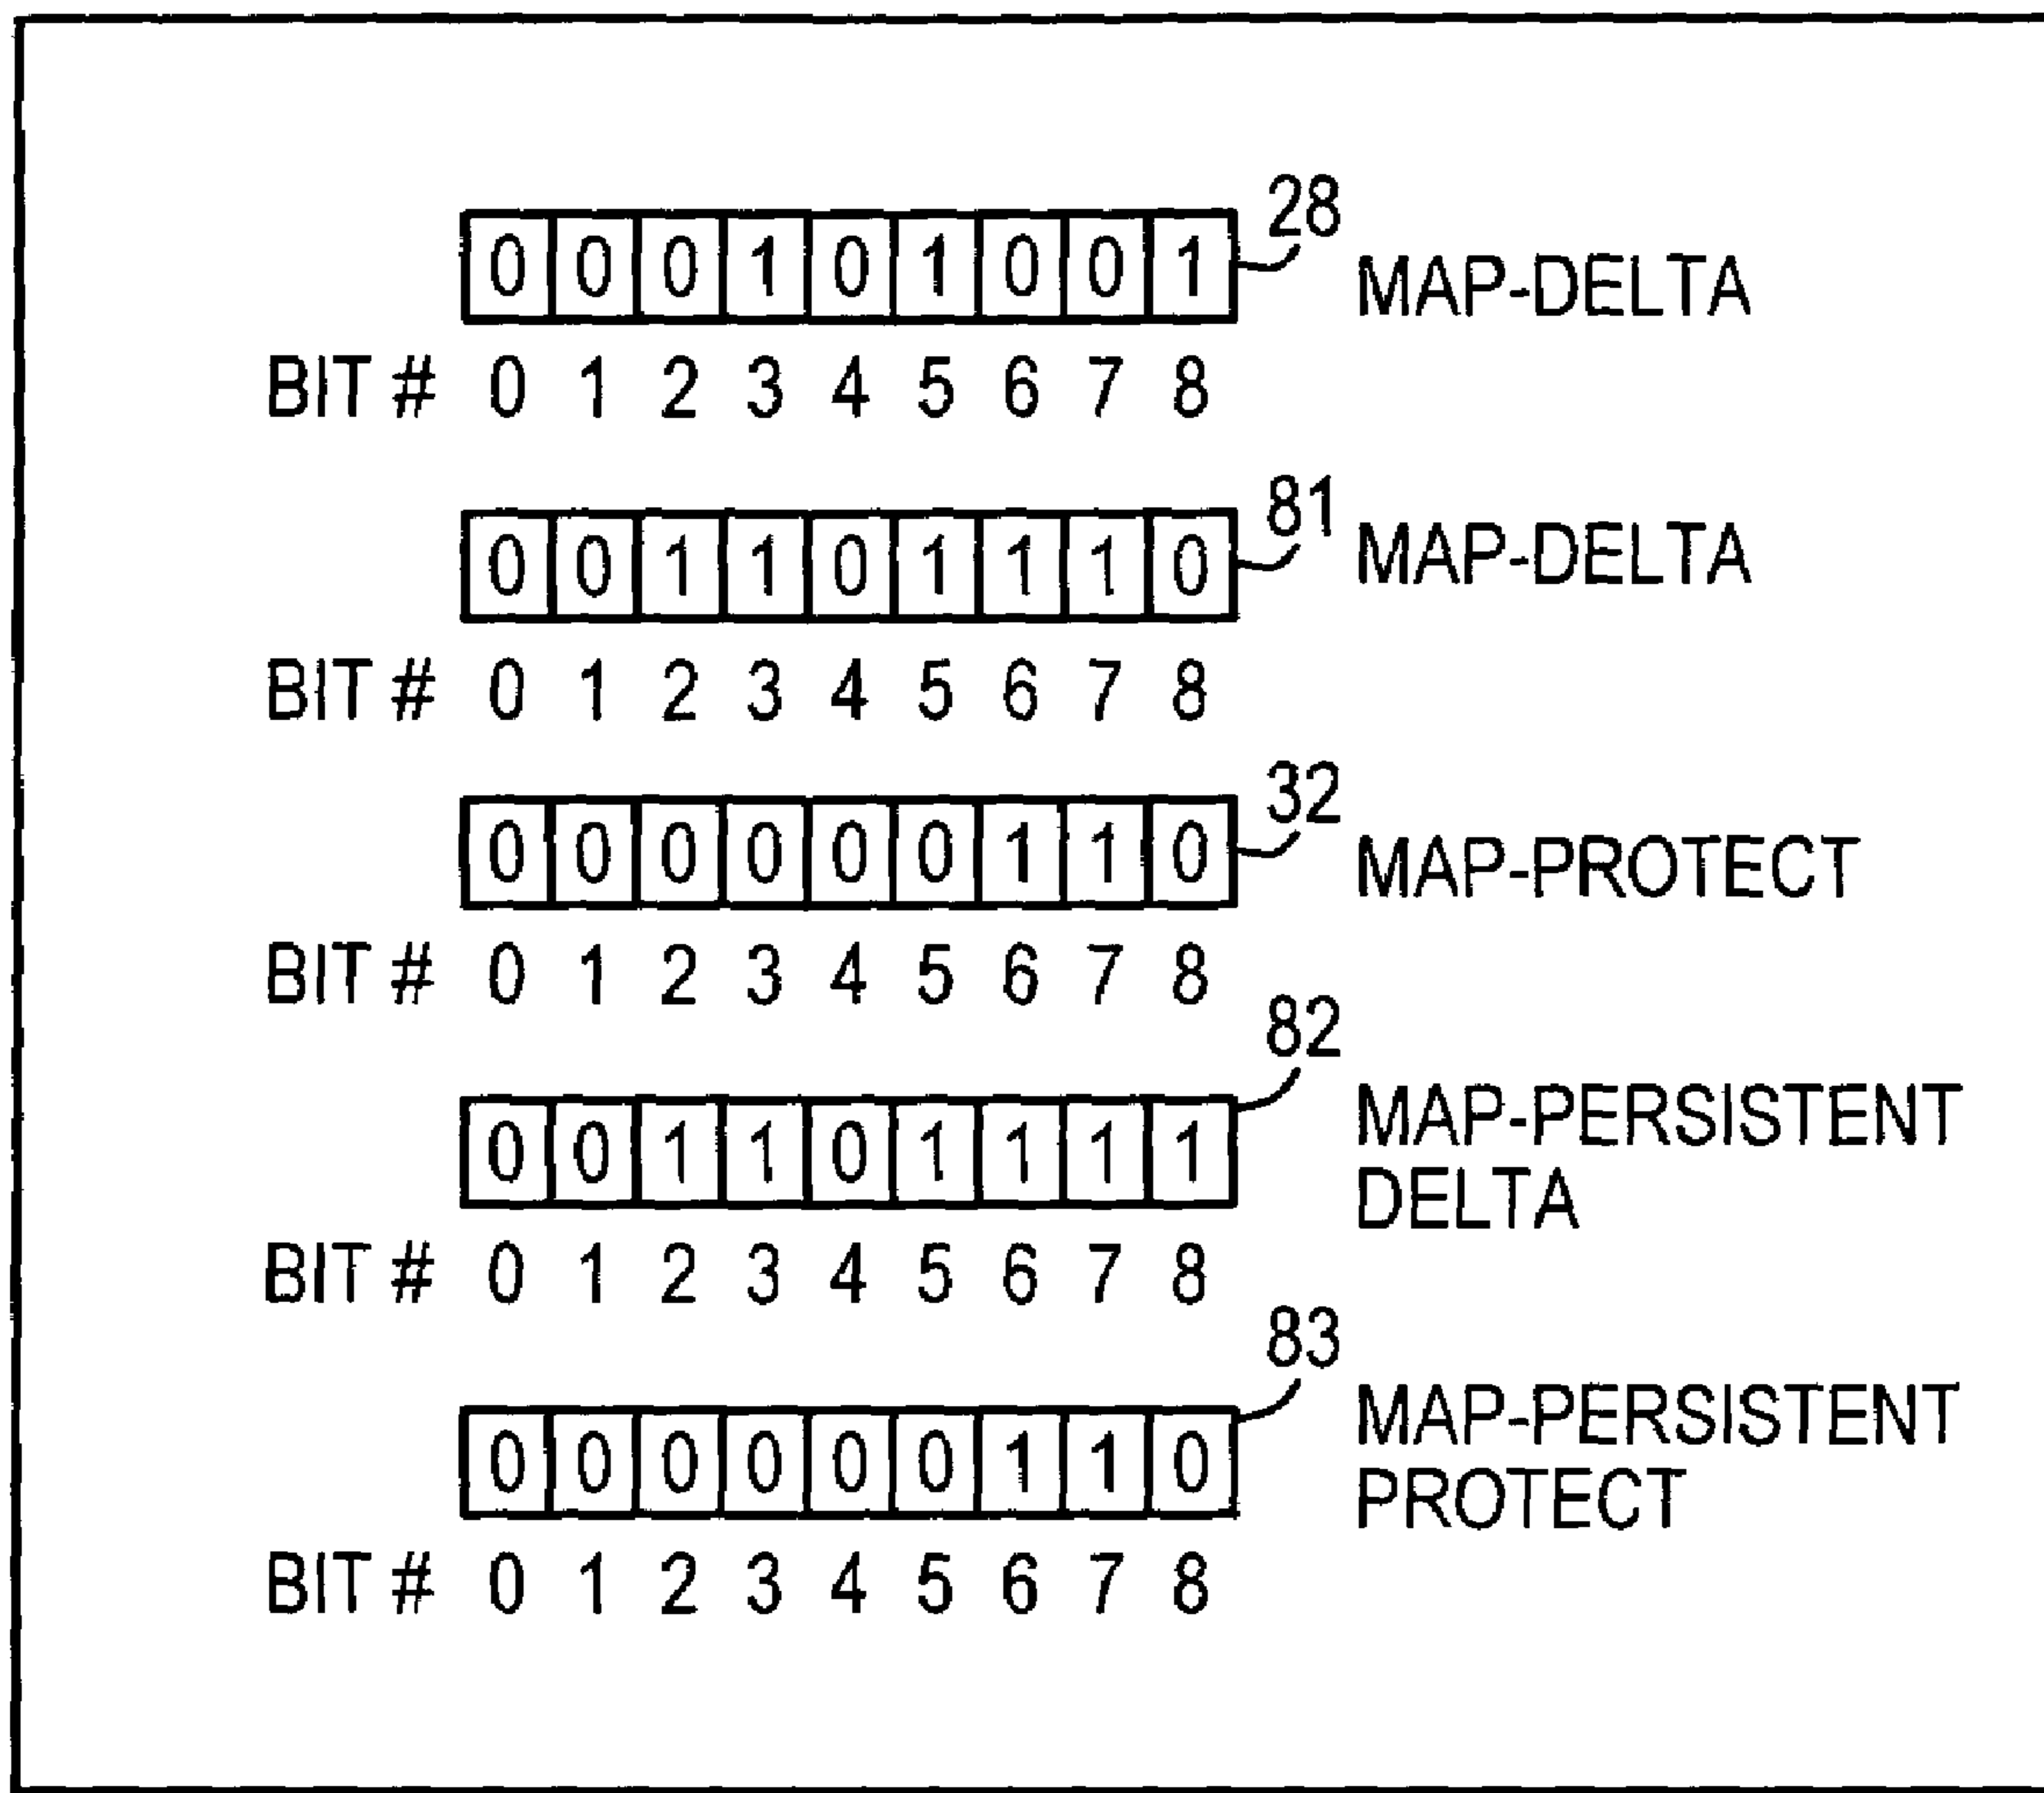 28
0 0 0 1 0 1 0 0 1 MAP-DELTA
BIT # 0 1 2 3 4 5 6 7 8
81
0 0 1 1 0 1 1 1 0 MAP-DELTA
BIT # 0 1 2 3 4 5 6 7 8
32
0 0 0 0 0 0 1 1 0 MAP-PROTECT
BIT # 0 1 2 3 4 5 6 7 8
82
0 0 1 1 0 1 1 1 1 MAP-PERSISTENT
DELTA
BIT # 0 1 2 3 4 5 6 7 8
83
0 0 0 0 0 0 1 1 0 MAP-PERSISTENT
PROTECT
BIT # 0 1 2 3 4 5 6 7 8